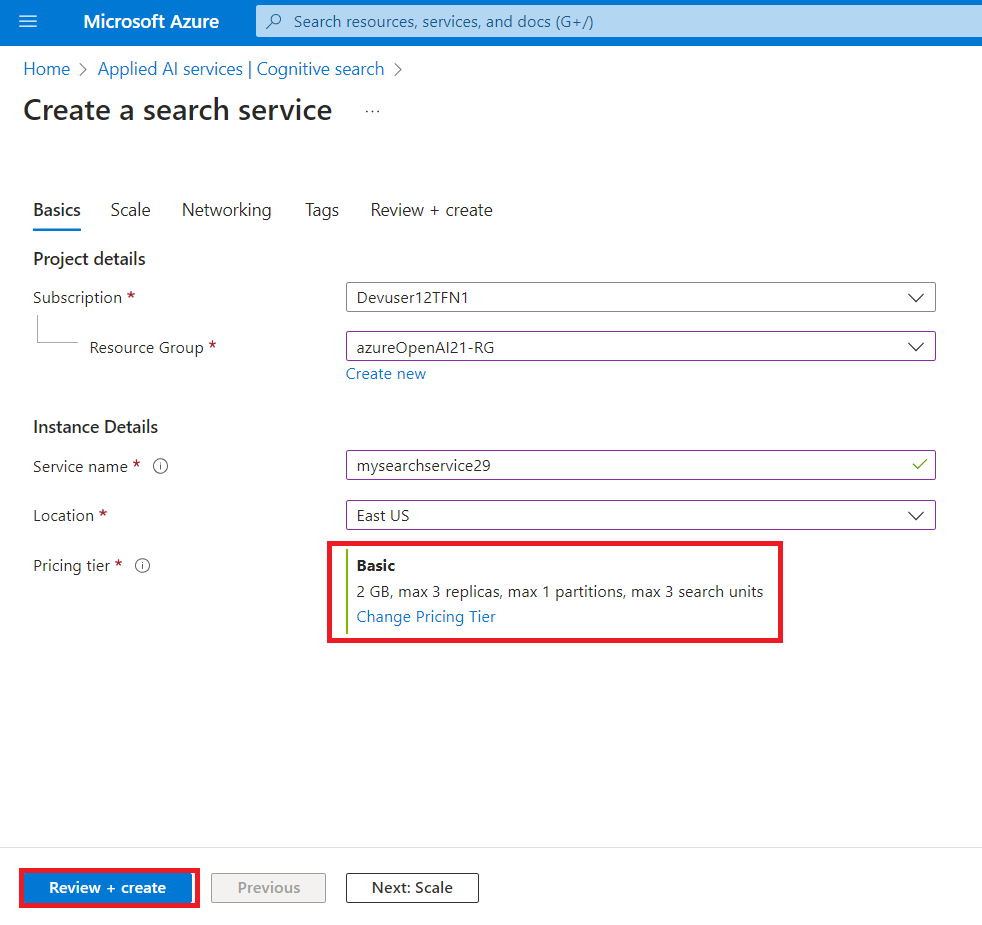 Microsoft Azure
Search resources, services, and docs (G+/)
Home > Applied AI services | Cognitive search >
Create a search service ...
Basics Scale Networking Tags Review + create
Project details
Subscription * Devuser12TFN1
Resource Group * azureOpenAI21-RG
Create new
Instance Details
Service name * mysearchservice29
Location * East US
Pricing tier * Basic
2 GB, max 3 replicas, max 1 partitions, max 3 search units
Change Pricing Tier
Review + create Previous Next: Scale